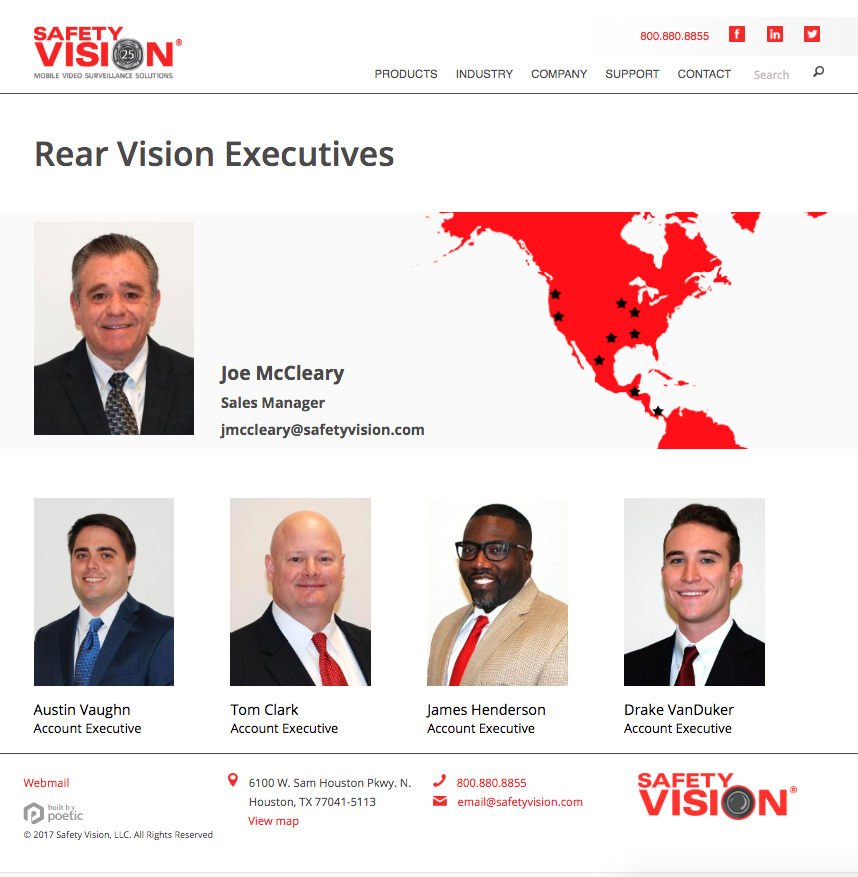 SAFETY
VISION®
25
MOBILE VIDEO SURVEILLANCE SOLUTIONS
800.880.8855
PRODUCTS INDUSTRY COMPANY SUPPORT CONTACT Search
Rear Vision Executives
Joe McCleary
Sales Manager
jmccleary@safetyvision.com
Austin Vaughn
Account Executive
Tom Clark
Account Executive
James Henderson
Account Executive
Drake VanDuker
Account Executive
Webmail
built by
poetic
© 2017 Safety Vision, LLC. All Rights Reserved
6100 W. Sam Houston Pkwy. N.
Houston, TX 77041-5113
View map
800.880.8855
email@safetyvision.com
SAFETY
VISION®